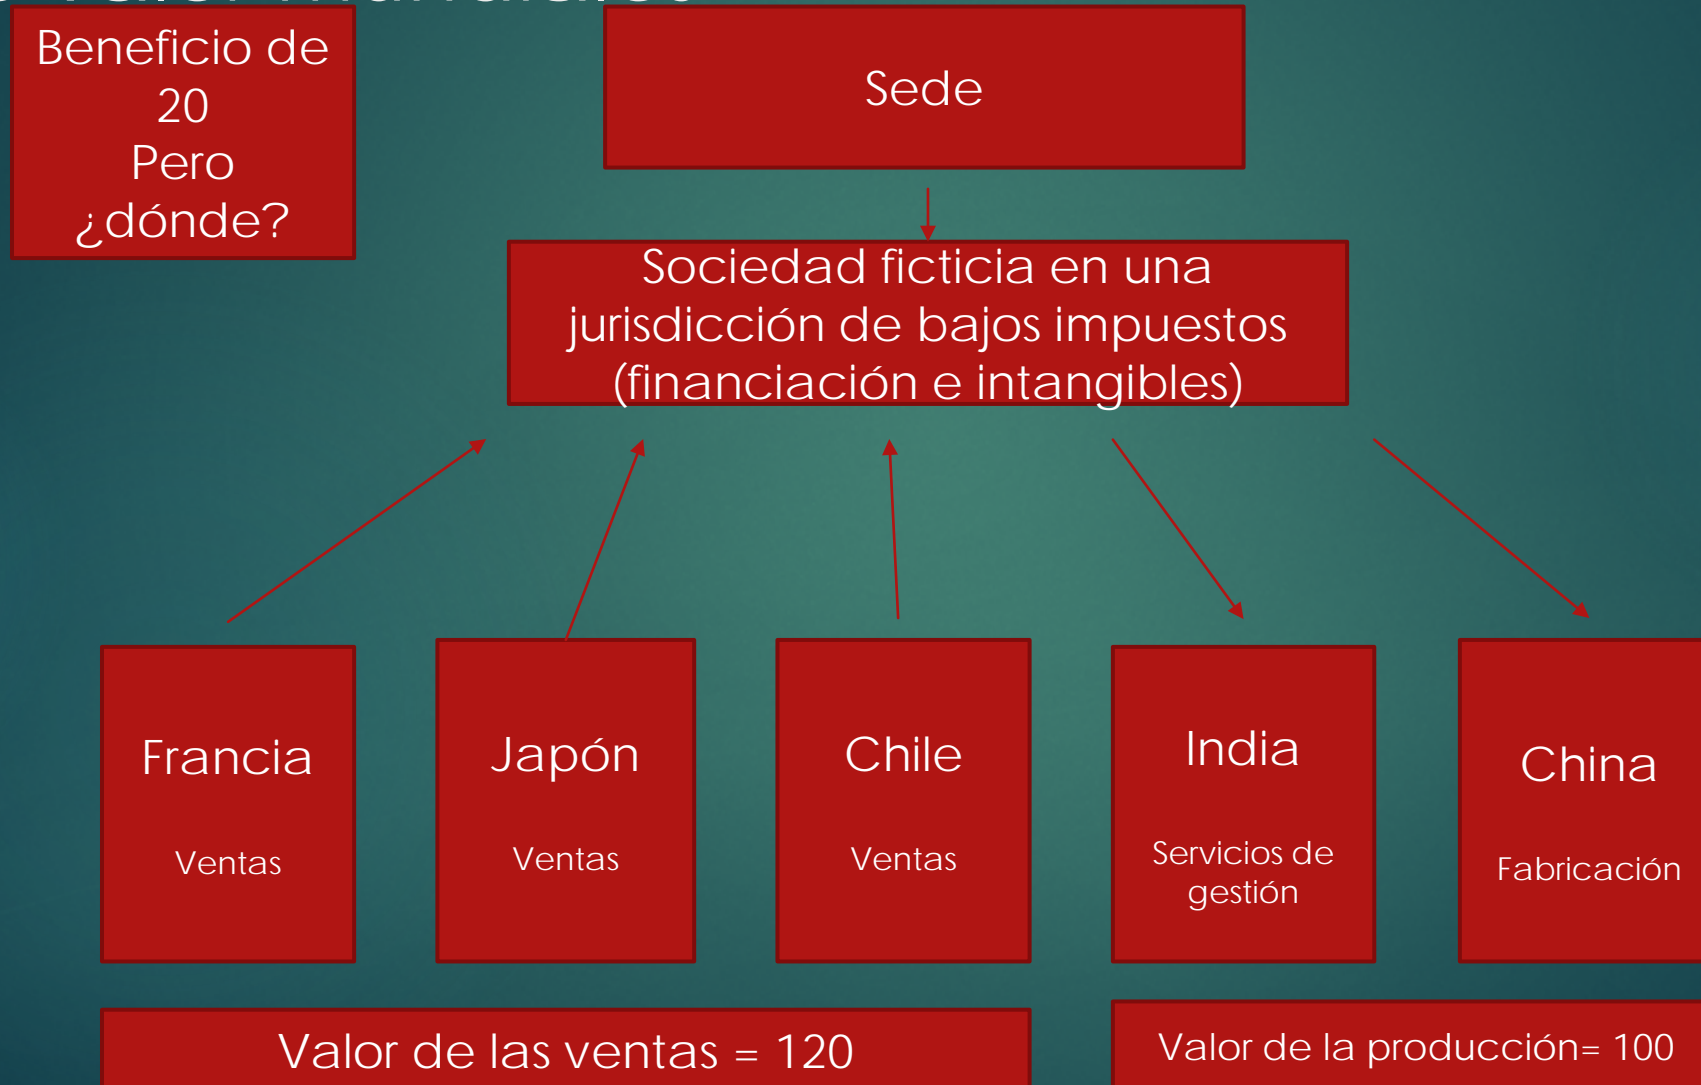 Beneficio de
20
Pero
¿dónde?
Sede
Sociedad ficticia en una
jurisdicción de bajos impuestos
(financiación e intangibles)
Francia
Ventas
Japón
Ventas
Chile
Ventas
India
Servicios de
gestión
China
Fabricación
Valor de las ventas = 120
Valor de la producción= 100